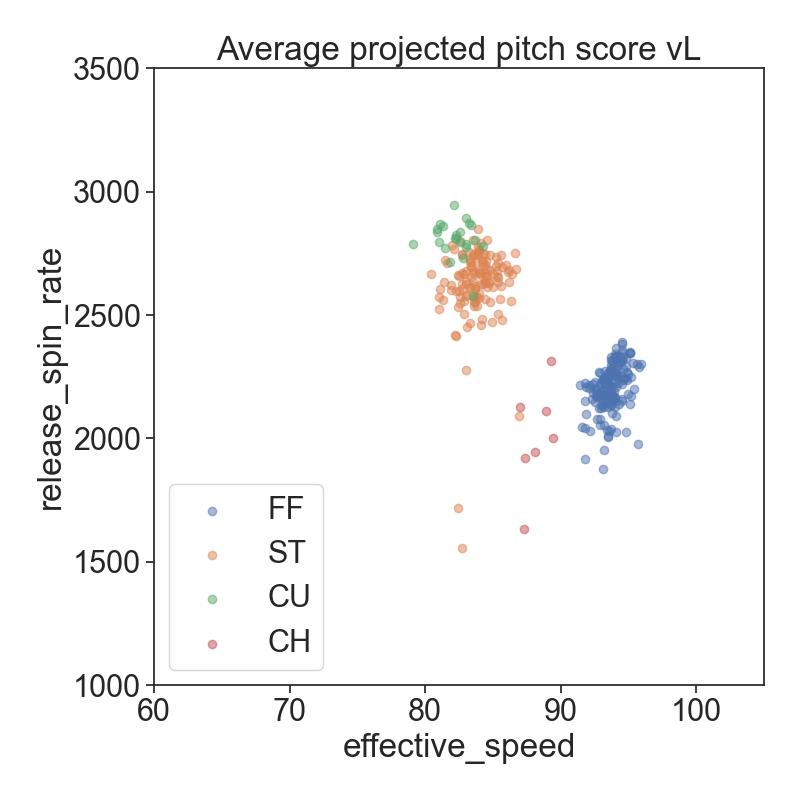 Average projected pitch score vL
3500
3000
2500
2000
1500
1000
release_spin_rate
FF
ST
CU
CH
60
70
80
90
100
effective_speed